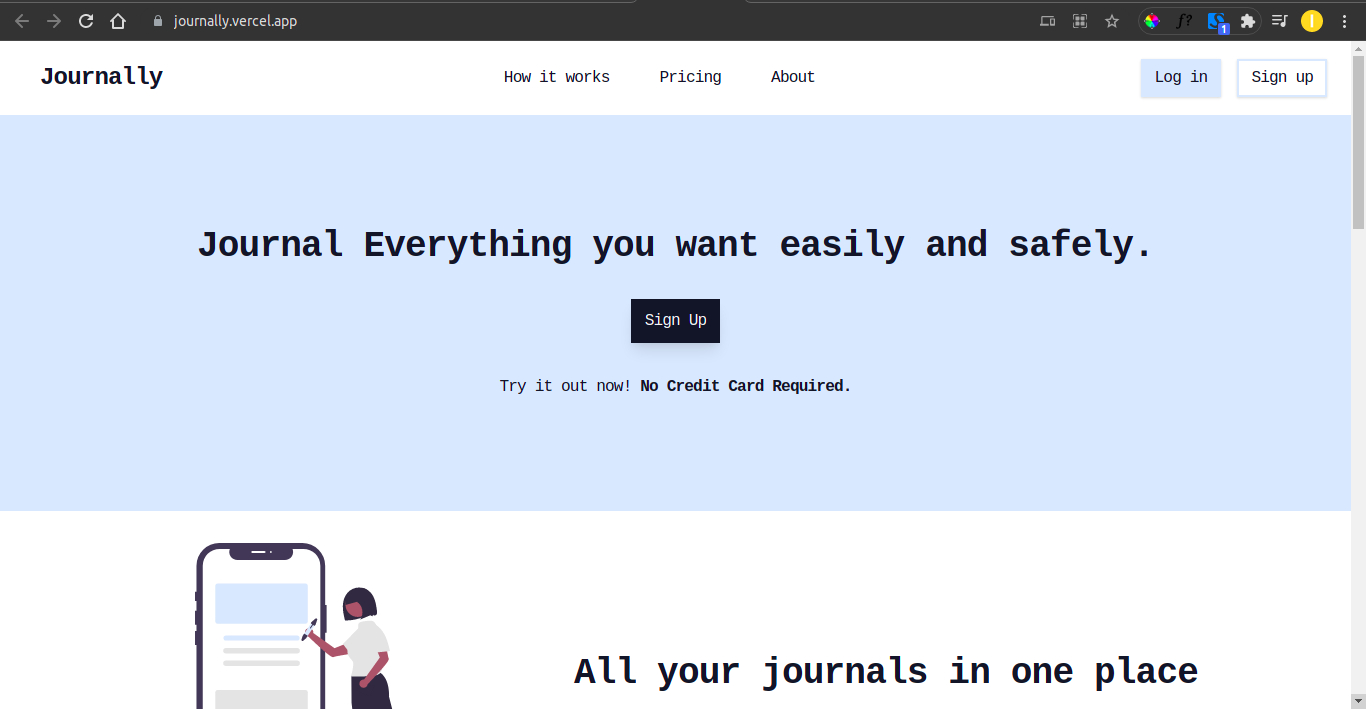 journally.vercel.app
f?
1
Journally
How it works
Pricing
About
Log in
Sign up
Journal Everything you want easily and safely.
Sign Up
Try it out now! No Credit Card Required.
All your journals in one place